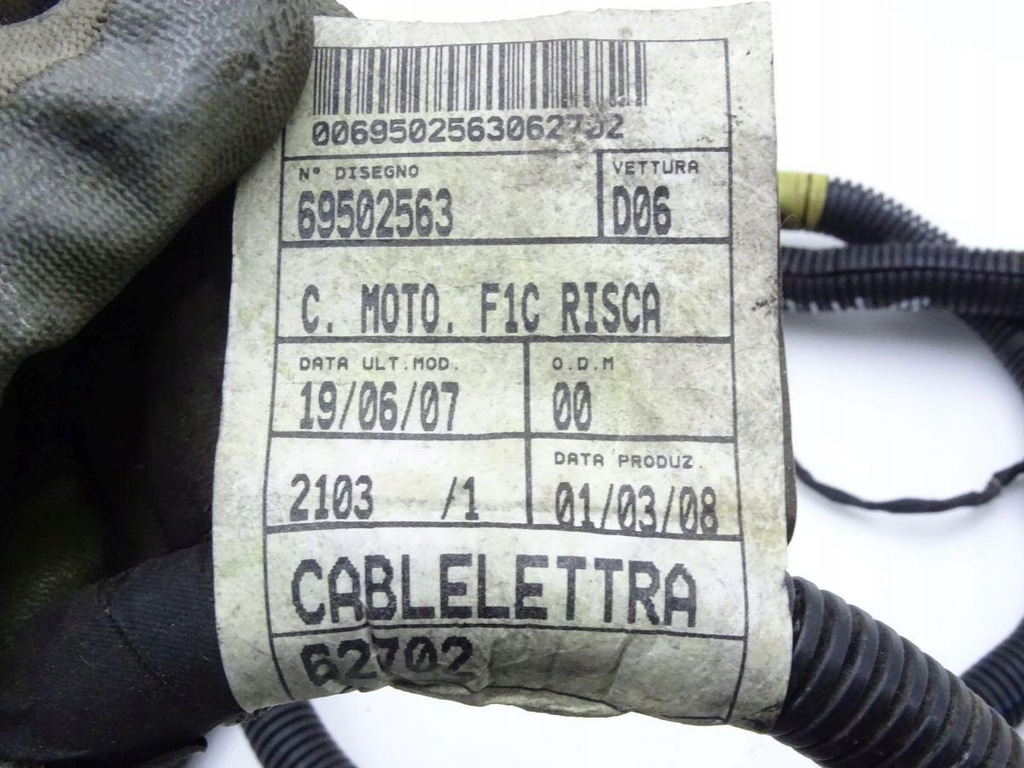 0069502563062702
N° DISEGNO VETTURA
69502563 D06
C. MOTO. F1C RISCA
DATA ULT.MOD. O.D.M
19/06/07 00
DATA PRODUZ.
2103 /1 01/03/08
CABLELETTRA
62702